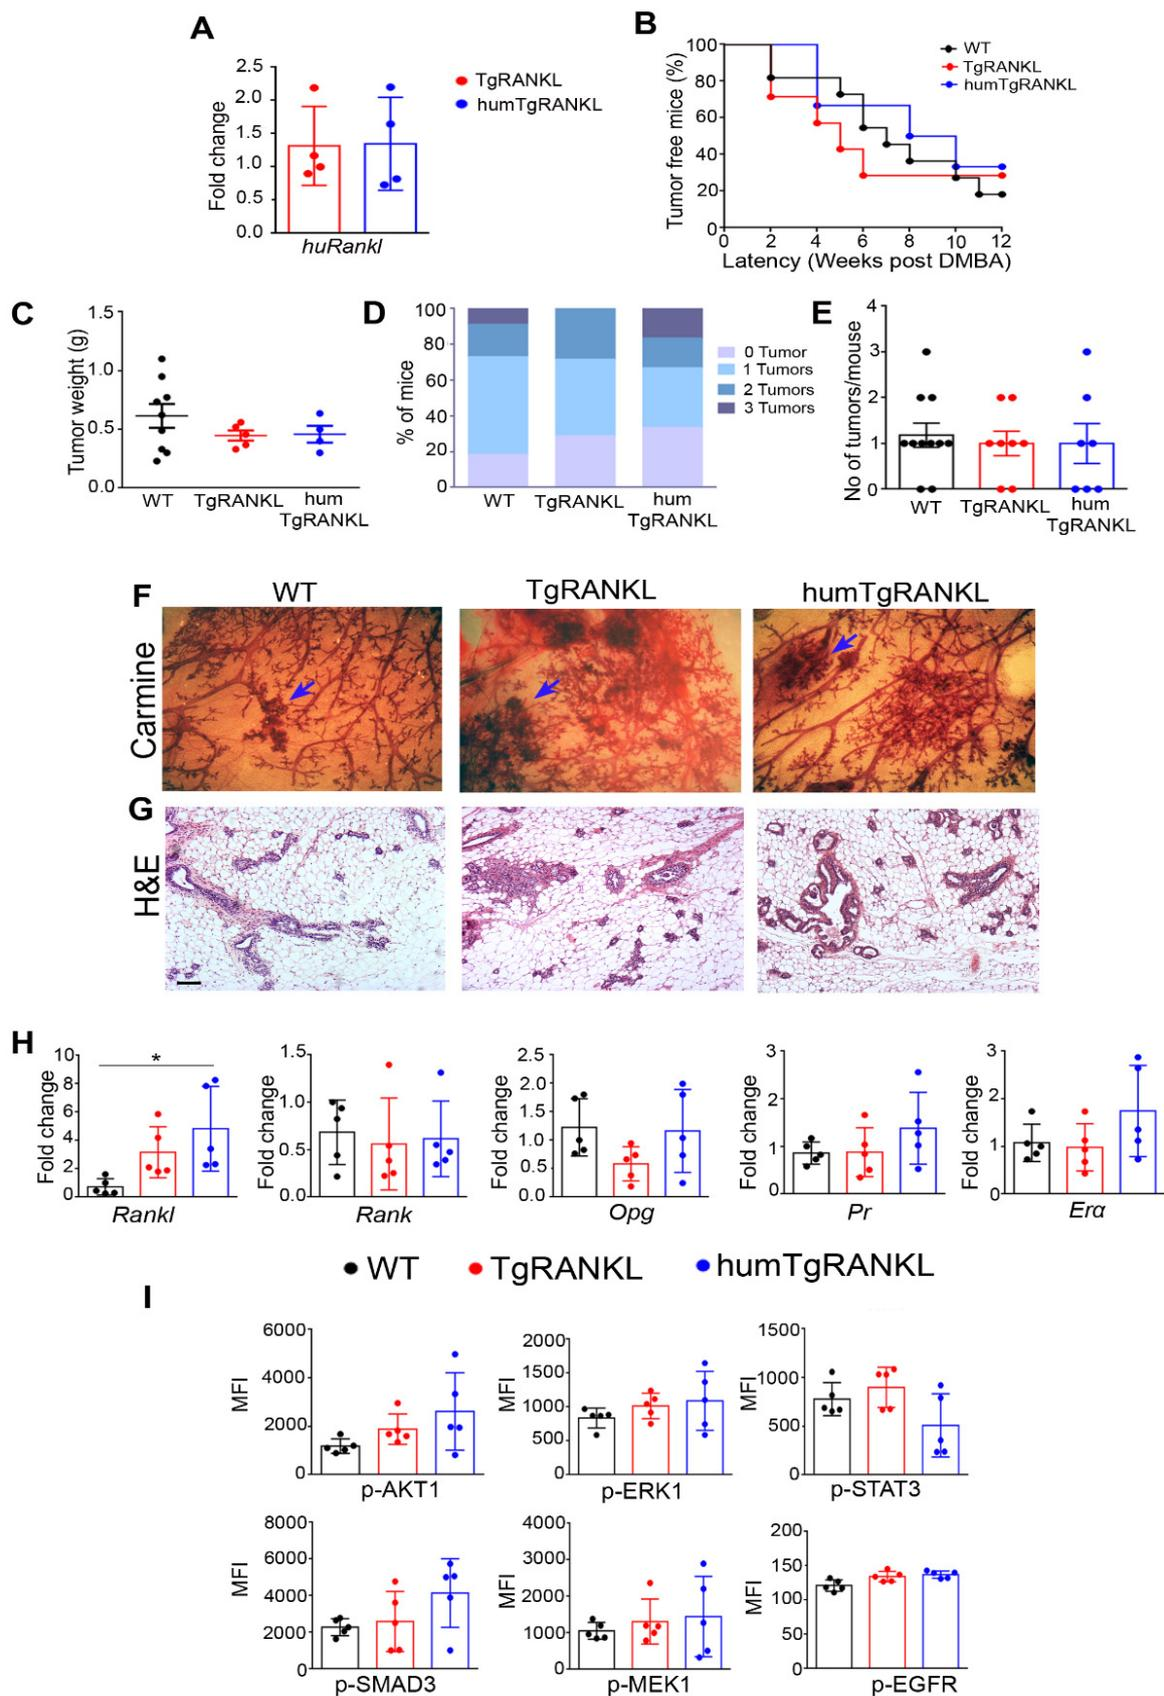 A
Fold change
2.5
2.0
1.5
1.0
0.5
0.0
huRankl
TgRANKL
humTgRANKL
B
Tumor free mice (%)
100
80
60
40
20
0
0 2 4 6 8 10 12
Latency (Weeks post DMBA)
WT
TgRANKL
humTgRANKL
C
Tumor weight (g)
1.5
1.0
0.5
0.0
WT TgRANKL hum
TgRANKL
D
% of mice
100
80
60
40
20
0
WT TgRANKL hum
TgRANKL
0 Tumor
1 Tumors
2 Tumors
3 Tumors
E
No of tumors/mouse
4
3
2
1
0
WT TgRANKL hum
TgRANKL
F
WT TgRANKL humTgRANKL
Carmine
G
H&E
H
Fold change
10
8
6
4
2
0
*
Rankl
Fold change
1.5
1.0
0.5
0.0
Rank
Fold change
2.5
2.0
1.5
1.0
0.5
0.0
Opg
Fold change
3
2
1
0
Pr
Fold change
3
2
1
0
Erα
WT TgRANKL humTgRANKL
I
MFI
6000
4000
2000
0
p-AKT1
MFI
2000
1500
1000
500
0
p-ERK1
MFI
1500
1000
500
0
p-STAT3
MFI
8000
6000
4000
2000
0
p-SMAD3
MFI
4000
3000
2000
1000
0
p-MEK1
MFI
200
150
100
50
0
p-EGFR